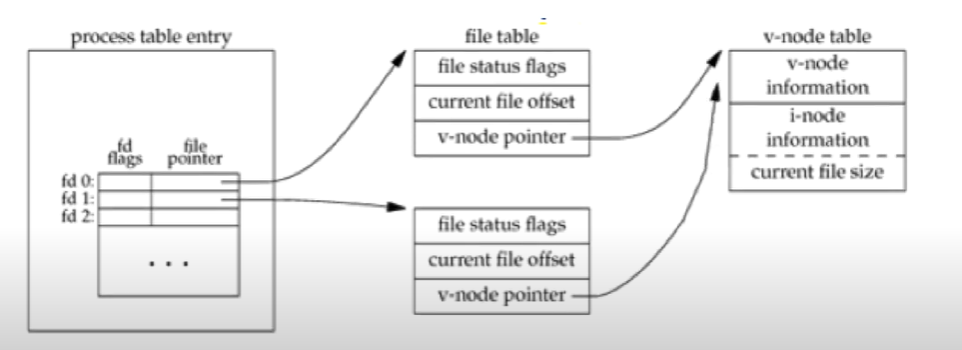 process table entry
fd
flags
file
pointer
fd 0:
fd 1:
fd 2:
. . .
file table
file status flags
current file offset
v-node pointer
file status flags
current file offset
v-node pointer
v-node table
v-node
information
i-node
information
current file size